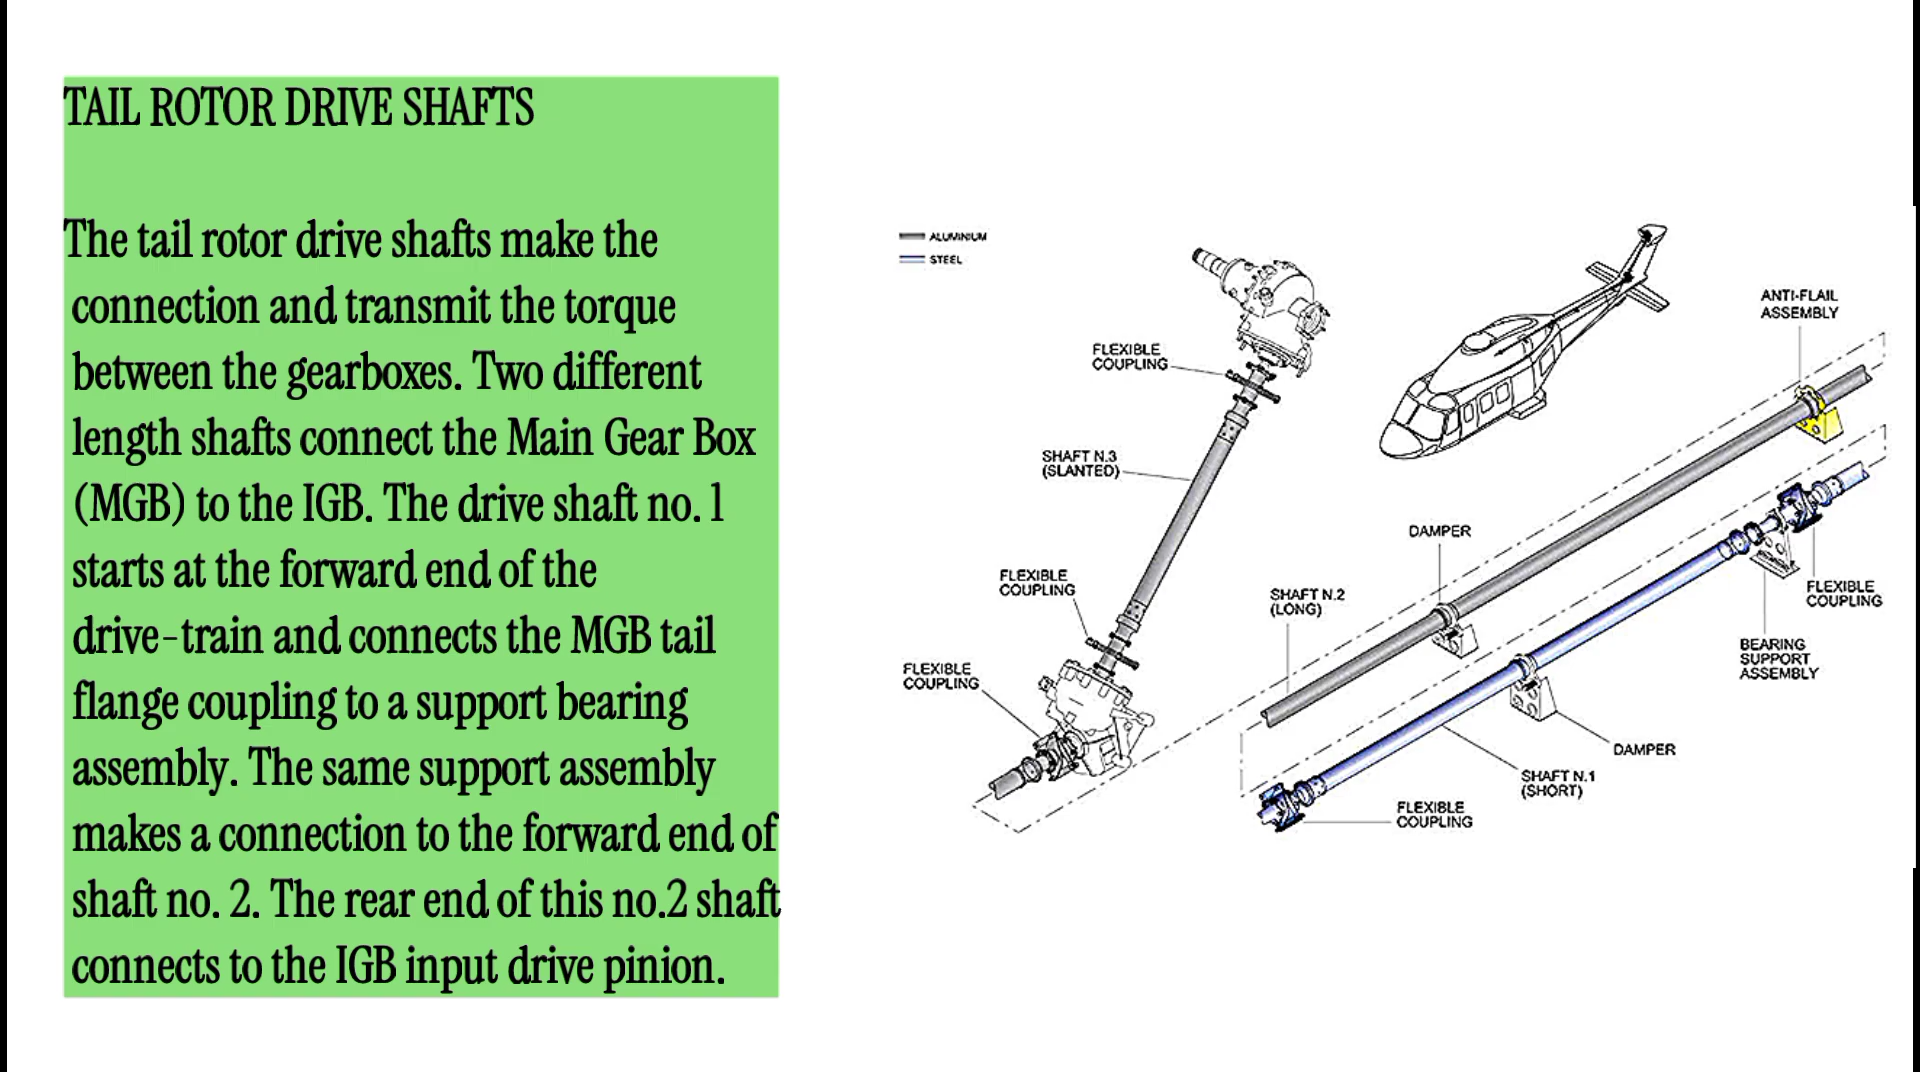 TAIL ROTOR DRIVE SHAFTS
The tail rotor drive shafts make the
connection and transmit the torque
between the gearboxes. Two different
length shafts connect the Main Gear Box
(MGB) to the IGB. The drive shaft no. 1
starts at the forward end of the
drive-train and connects the MGB tail
flange coupling to a support bearing
assembly. The same support assembly
makes a connection to the forward end of
shaft no. 2. The rear end of this no.2 shaft
connects to the IGB input drive pinion.
ALUMINIUM
STEEL
ANTI-FLAIL
ASSEMBLY
FLEXIBLE
COUPLING
SHAFT N.3
(SLANTED)
DAMPER
FLEXIBLE
COUPLING
SHAFT N.2
(LONG)
FLEXIBLE
COUPLING
BEARING
SUPPORT
ASSEMBLY
FLEXIBLE
COUPLING
DAMPER
SHAFT N.1
(SHORT)
FLEXIBLE
COUPLING